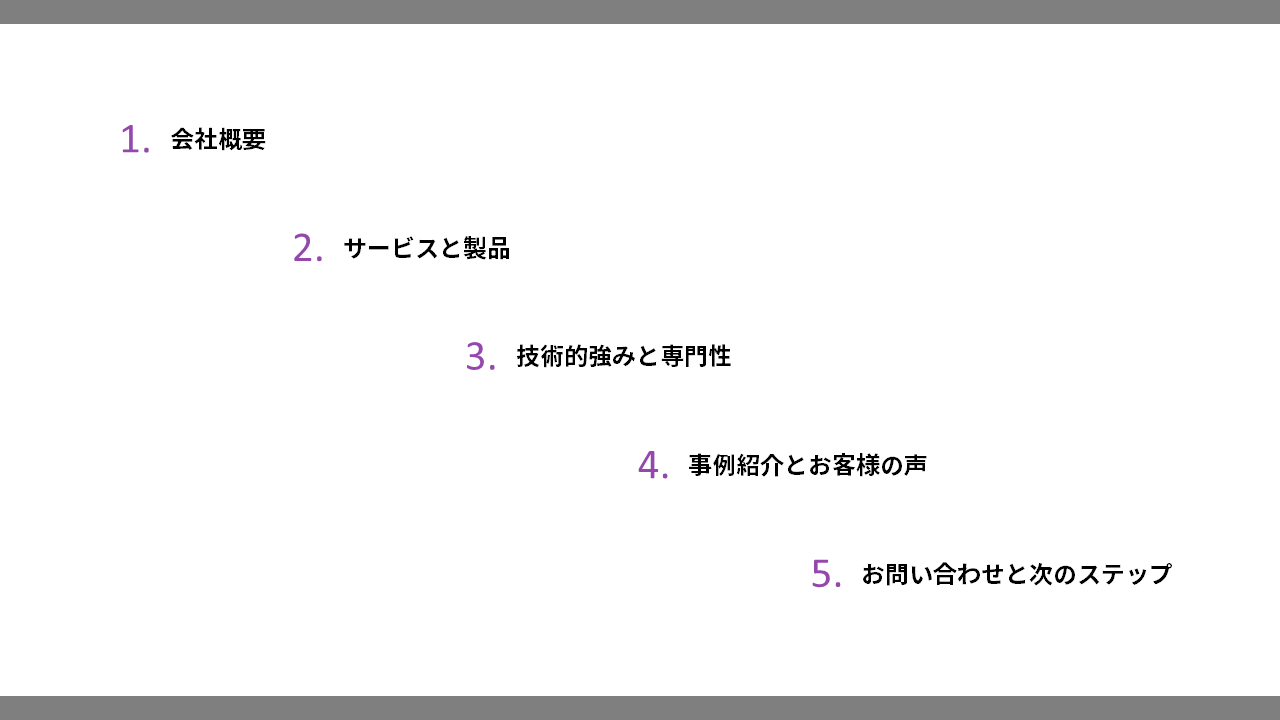 1. 会社概要
2. サービスと製品
3. 技術的強みと専門性
4. 事例紹介とお客様の声
5. お問い合わせと次のステップ